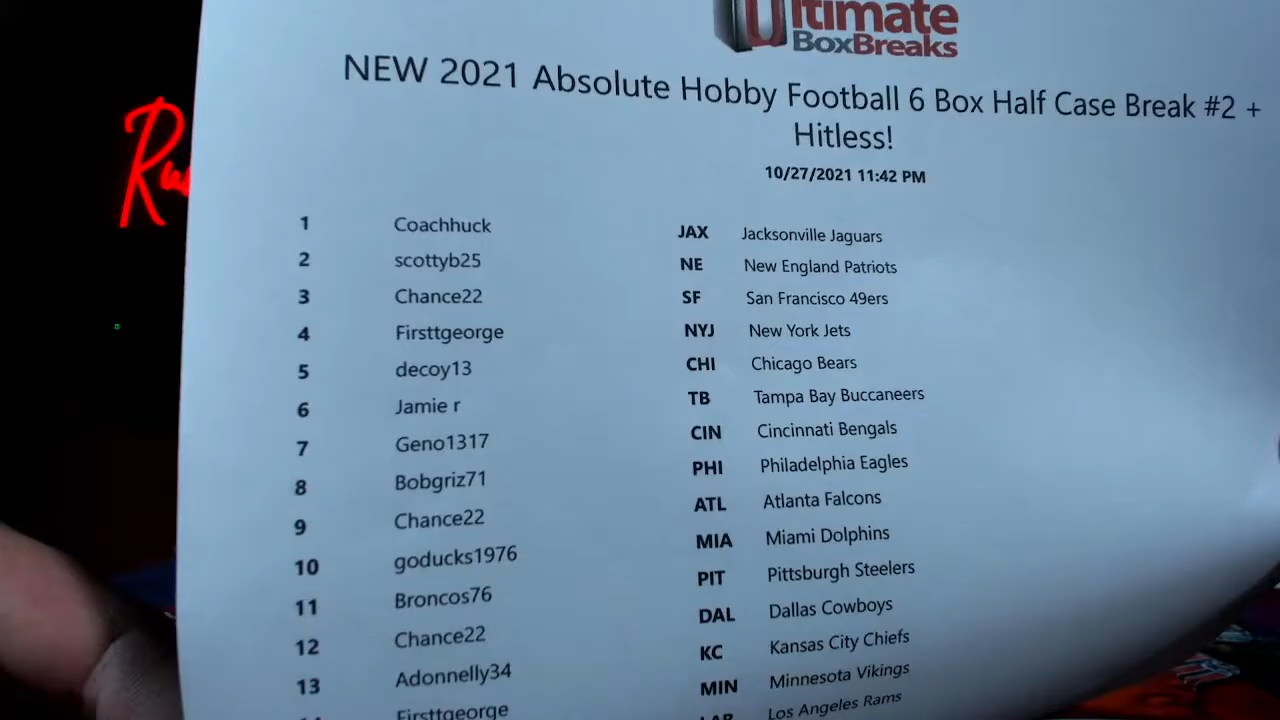 Ultimate
BoxBreaks
NEW 2021 Absolute Hobby Football 6 Box Half Case Break #2 +
Hitless!
10/27/2021 11:42 PM
1 Coachhuck JAX Jacksonville Jaguars
2 scottyb25 NE New England Patriots
3 Chance22 SF San Francisco 49ers
4 Firsttgeorge NYJ New York Jets
5 decoy13 CHI Chicago Bears
6 Jamie r TB Tampa Bay Buccaneers
7 Geno1317 CIN Cincinnati Bengals
8 Bobgriz71 PHI Philadelphia Eagles
9 Chance22 ATL Atlanta Falcons
10 goducks1976 MIA Miami Dolphins
11 Broncos76 PIT Pittsburgh Steelers
12 Chance22 DAL Dallas Cowboys
13 Adonnelly34 KC Kansas City Chiefs
Firsttgeorge MIN Minnesota Vikings
LAR Los Angeles Rams